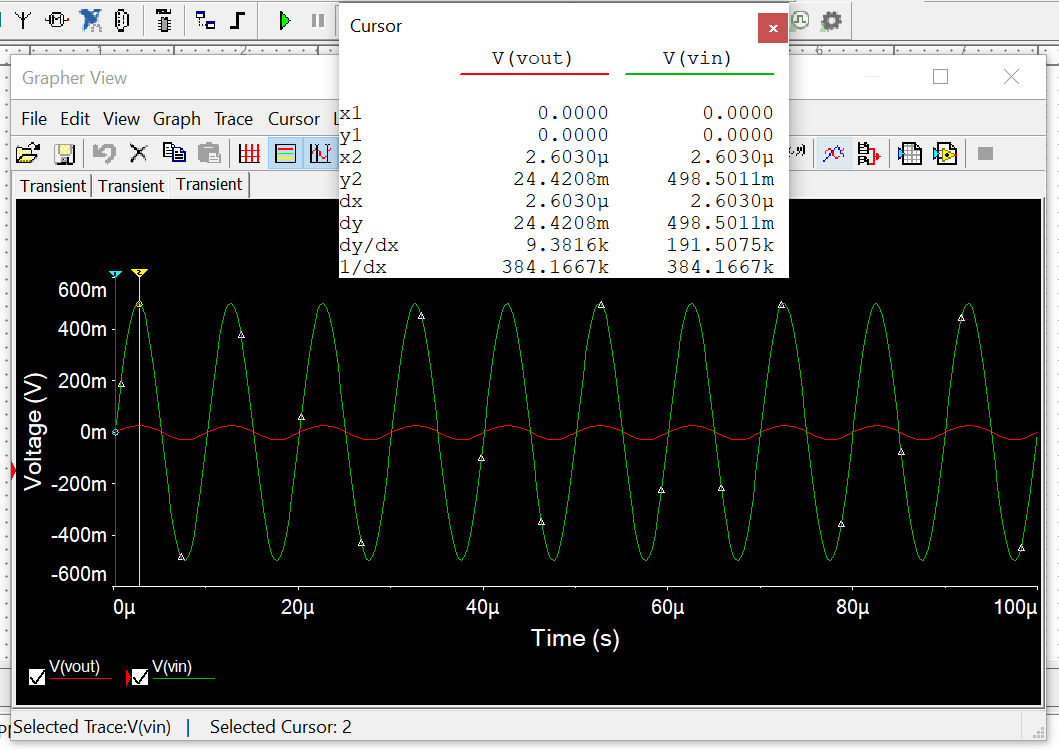 Cursor
V(vout) V(vin)
x1 0.0000 0.0000
y1 0.0000 0.0000
x2 2.6030µ 2.6030µ
y2 24.4208m 498.5011m
dx 2.6030µ 2.6030µ
dy 24.4208m 498.5011m
dy/dx 9.3816k 191.5075k
1/dx 384.1667k 384.1667k
Grapher View
File Edit View Graph Trace Cursor
Transient Transient Transient
1 2
600m
400m
200m
0m
-200m
-400m
-600m
Voltage (V)
0µ 20µ 40µ 60µ 80µ 100µ
Time (s)
V(vout) V(vin)
Selected Trace:V(vin) | Selected Cursor: 2